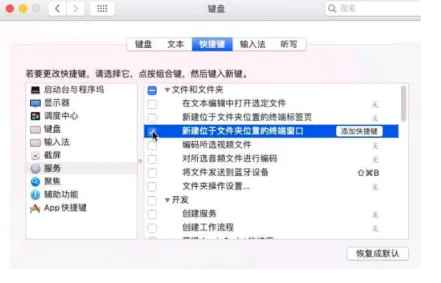 键盘
搜索
键盘 文本 快捷键 输入法 听写
若要更改快捷键，请选择它，点按组合键，然后键入新键。
启动台与程序坞
显示器
调度中心
键盘
输入法
截屏
服务
聚焦
辅助功能
App 快捷键
文件和文件夹
在文本编辑中打开选定文件 无
新建位于文件夹位置的终端标签页 无
新建位于文件夹位置的终端窗口 添加快捷键
编码所选视频文件 无
对所选音频文件进行编码 无
将文件发送到蓝牙设备 ⇧⌘B
文件夹操作设置... 无
开发
创建服务 无
创建工作流程 无
恢复成默认